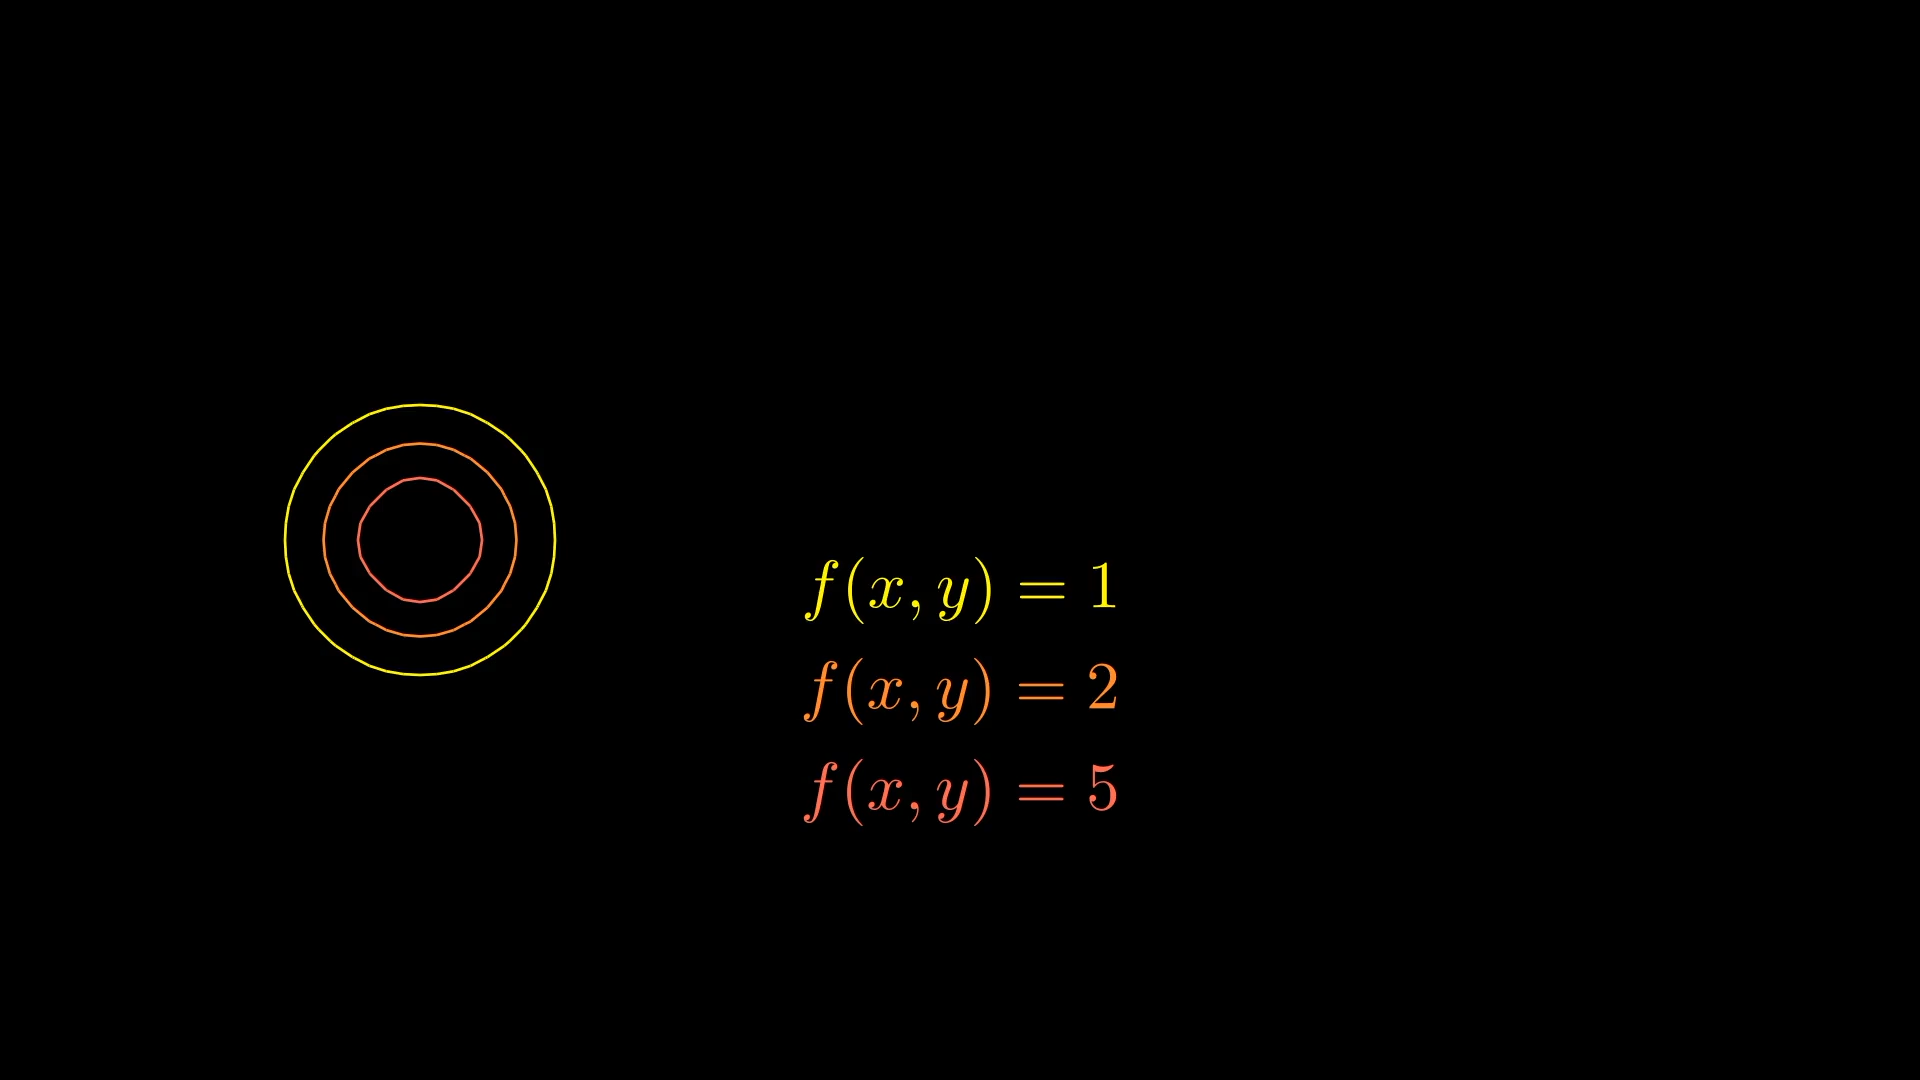 f(x, y) = 1
f(x, y) = 2
f(x, y) = 5